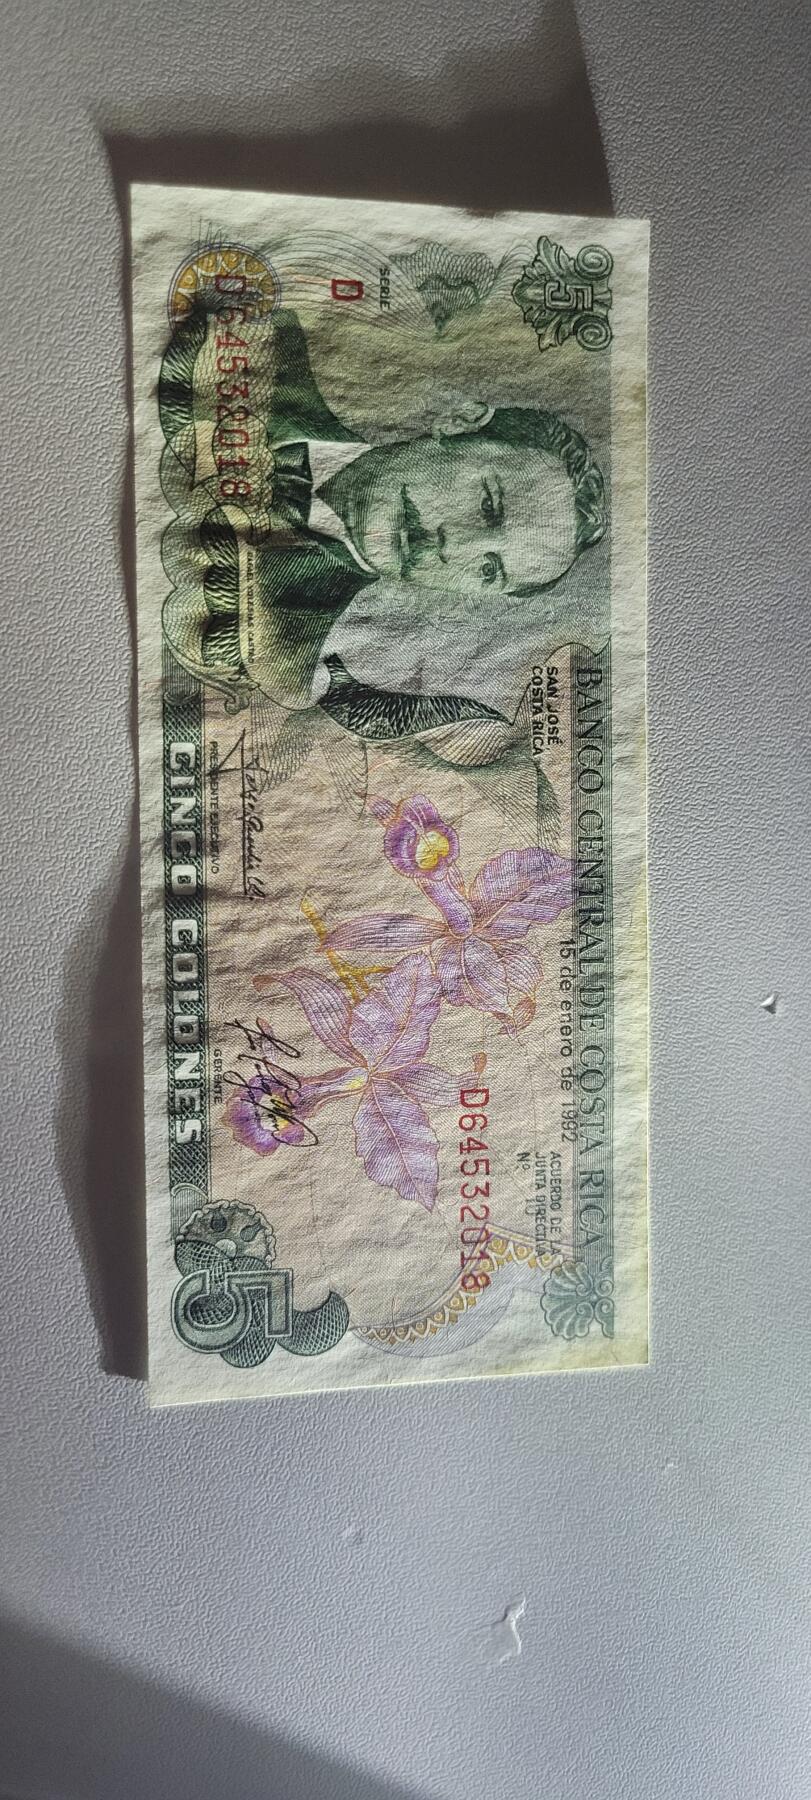 5
BANCO CENTRAL DE COSTA RICA
SAN JOSÉ
COSTA RICA
15 de enero de 1992
ACUERDO DE LA
JUNTA DIRECTIVA
Nº
SERIE
D
D64532018
D64532018
PRESIDENTE EJECUTIVO
GERENTE
CINCO COLONES
5